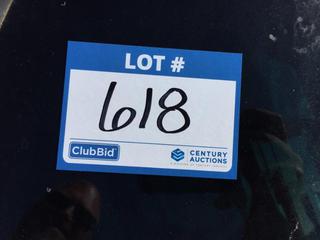 LOT #
618
ClubBid
CENTURY
AUCTIONS